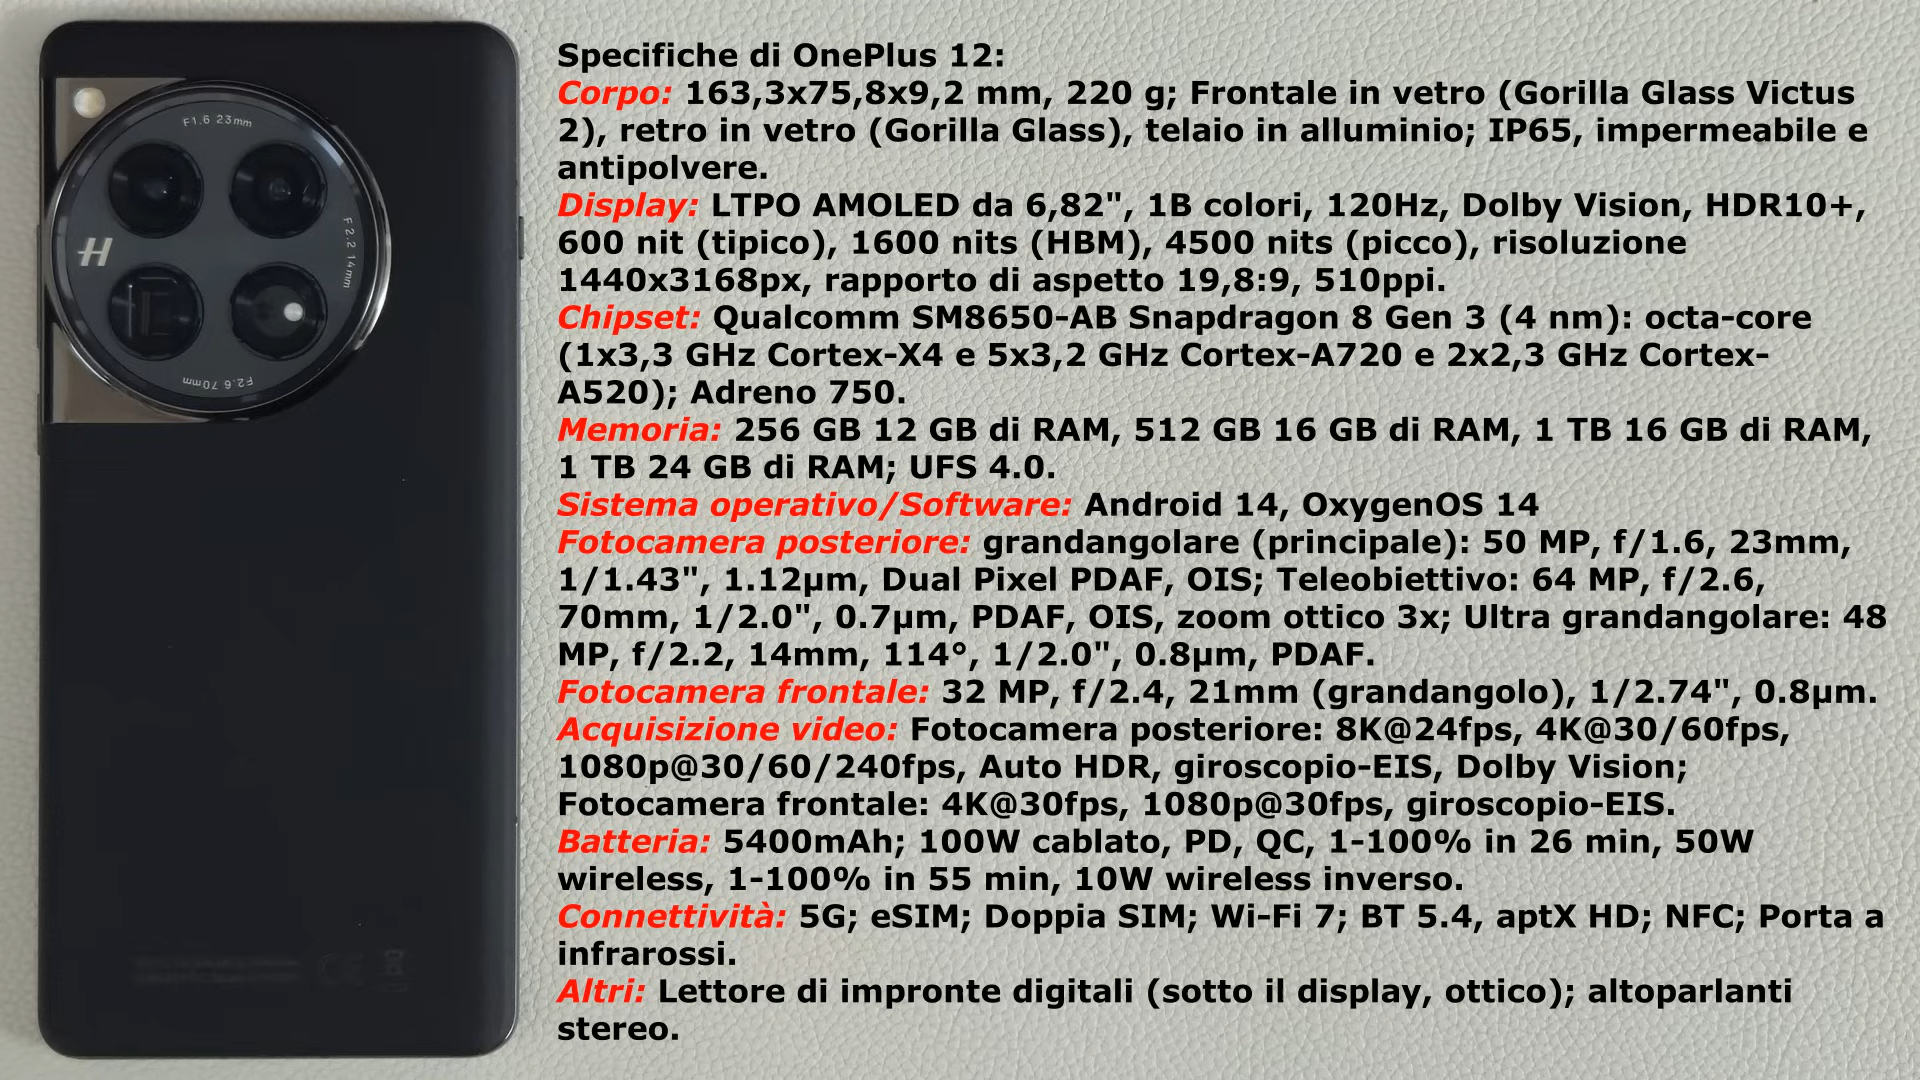 F1.6 23mm
F2.2 14mm
H
F2.6 70mm
CE
Specifiche di OnePlus 12:
Corpo: 163,3x75,8x9,2 mm, 220 g; Frontale in vetro (Gorilla Glass Victus
2), retro in vetro (Gorilla Glass), telaio in alluminio; IP65, impermeabile e
antipolvere.
Display: LTPO AMOLED da 6,82", 1B colori, 120Hz, Dolby Vision, HDR10+,
600 nit (tipico), 1600 nits (HBM), 4500 nits (picco), risoluzione
1440x3168px, rapporto di aspetto 19,8:9, 510ppi.
Chipset: Qualcomm SM8650-AB Snapdragon 8 Gen 3 (4 nm): octa-core
(1x3,3 GHz Cortex-X4 e 5x3,2 GHz Cortex-A720 e 2x2,3 GHz Cortex-
A520); Adreno 750.
Memoria: 256 GB 12 GB di RAM, 512 GB 16 GB di RAM, 1 TB 16 GB di RAM,
1 TB 24 GB di RAM; UFS 4.0.
Sistema operativo/Software: Android 14, OxygenOS 14
Fotocamera posteriore: grandangolare (principale): 50 MP, f/1.6, 23mm,
1/1.43", 1.12µm, Dual Pixel PDAF, OIS; Teleobiettivo: 64 MP, f/2.6,
70mm, 1/2.0", 0.7µm, PDAF, OIS, zoom ottico 3x; Ultra grandangolare: 48
MP, f/2.2, 14mm, 114°, 1/2.0", 0.8µm, PDAF.
Fotocamera frontale: 32 MP, f/2.4, 21mm (grandangolo), 1/2.74", 0.8µm.
Acquisizione video: Fotocamera posteriore: 8K@24fps, 4K@30/60fps,
1080p@30/60/240fps, Auto HDR, giroscopio-EIS, Dolby Vision;
Fotocamera frontale: 4K@30fps, 1080p@30fps, giroscopio-EIS.
Batteria: 5400mAh; 100W cablato, PD, QC, 1-100% in 26 min, 50W
wireless, 1-100% in 55 min, 10W wireless inverso.
Connettività: 5G; eSIM; Doppia SIM; Wi-Fi 7; BT 5.4, aptX HD; NFC; Porta a
infrarossi.
Altri: Lettore di impronte digitali (sotto il display, ottico); altoparlanti
stereo.